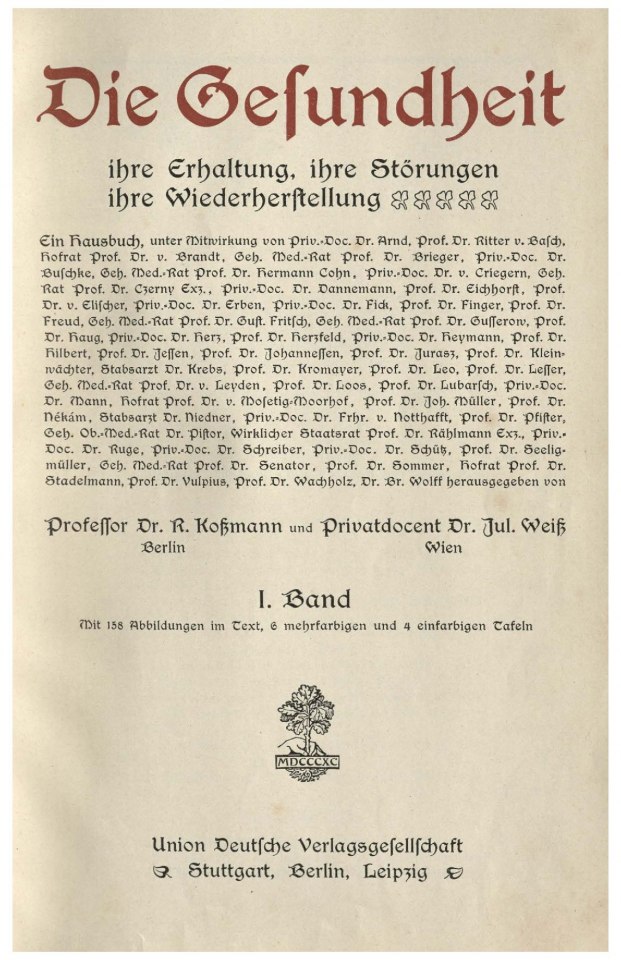 Die Geſundheit
ihre Erhaltung, ihre Störungen
ihre Wiederherſtellung
Ein Hausbuch, unter Mitwirkung von Priv.-Doc. Dr. Arnd, Prof. Dr. Ritter v. Baſch,
Hofrat Prof. Dr. v. Brandt, Geh. Med.-Rat Prof. Dr. Brieger, Priv.-Doc. Dr.
Buſchke, Geh. Med.-Rat Prof. Dr. Hermann Cohn, Priv.-Doc. Dr. v. Criegern, Geh.
Rat Prof. Dr. Czerny Exz., Priv.-Doc. Dr. Dannemann, Prof. Dr. Eichhorſt, Prof.
Dr. v. Eliſcher, Priv.-Doc. Dr. Erben, Priv.-Doc. Dr. Fick, Prof. Dr. Finger, Prof. Dr.
Freud, Geh. Med.-Rat Prof. Dr. Guſt. Fritſch, Geh. Med.-Rat Prof. Dr. Guſſerow, Prof.
Dr. Haug, Priv.-Doc. Dr. Herz, Prof. Dr. Herzfeld, Priv.-Doc. Dr. Heymann, Prof. Dr.
Hilbert, Prof. Dr. Jeſſen, Prof. Dr. Johanneſſen, Prof. Dr. Jurasz, Prof. Dr. Klein-
wächter, Stabsarzt Dr. Krebs, Prof. Dr. Kromayer, Prof. Dr. Leo, Prof. Dr. Leſſer,
Geh. Med.-Rat Prof. Dr. v. Leyden, Prof. Dr. Loos, Prof. Dr. Lubarſch, Priv.-Doc.
Dr. Mann, Hofrat Prof. Dr. v. Moſetig-Moorhof, Prof. Dr. Joh. Müller, Prof. Dr.
Nékám, Stabsarzt Dr. Niedner, Priv.-Doc. Dr. Frhr. v. Notthafft, Prof. Dr. Pfiſter,
Geh. Ob.-Med.-Rat Dr. Piſtor, Wirklicher Staatsrat Prof. Dr. Rählmann Exz., Priv.-
Doc. Dr. Ruge, Priv.-Doc. Dr. Schreiber, Priv.-Doc. Dr. Schütz, Prof. Dr. Seelig-
müller, Geh. Med.-Rat Prof. Dr. Senator, Prof. Dr. Sommer, Hofrat Prof. Dr.
Stadelmann, Prof. Dr. Vulpius, Prof. Dr. Wachholz, Dr. Br. Wolff herausgegeben von
Profeſſor Dr. R. Koßmann und Privatdocent Dr. Jul. Weiß
Berlin Wien
I. Band
Mit 138 Abbildungen im Text, 6 mehrfarbigen und 4 einfarbigen Tafeln
MDCCCXC
Union Deutſche Verlagsgeſellſchaft
Stuttgart, Berlin, Leipzig